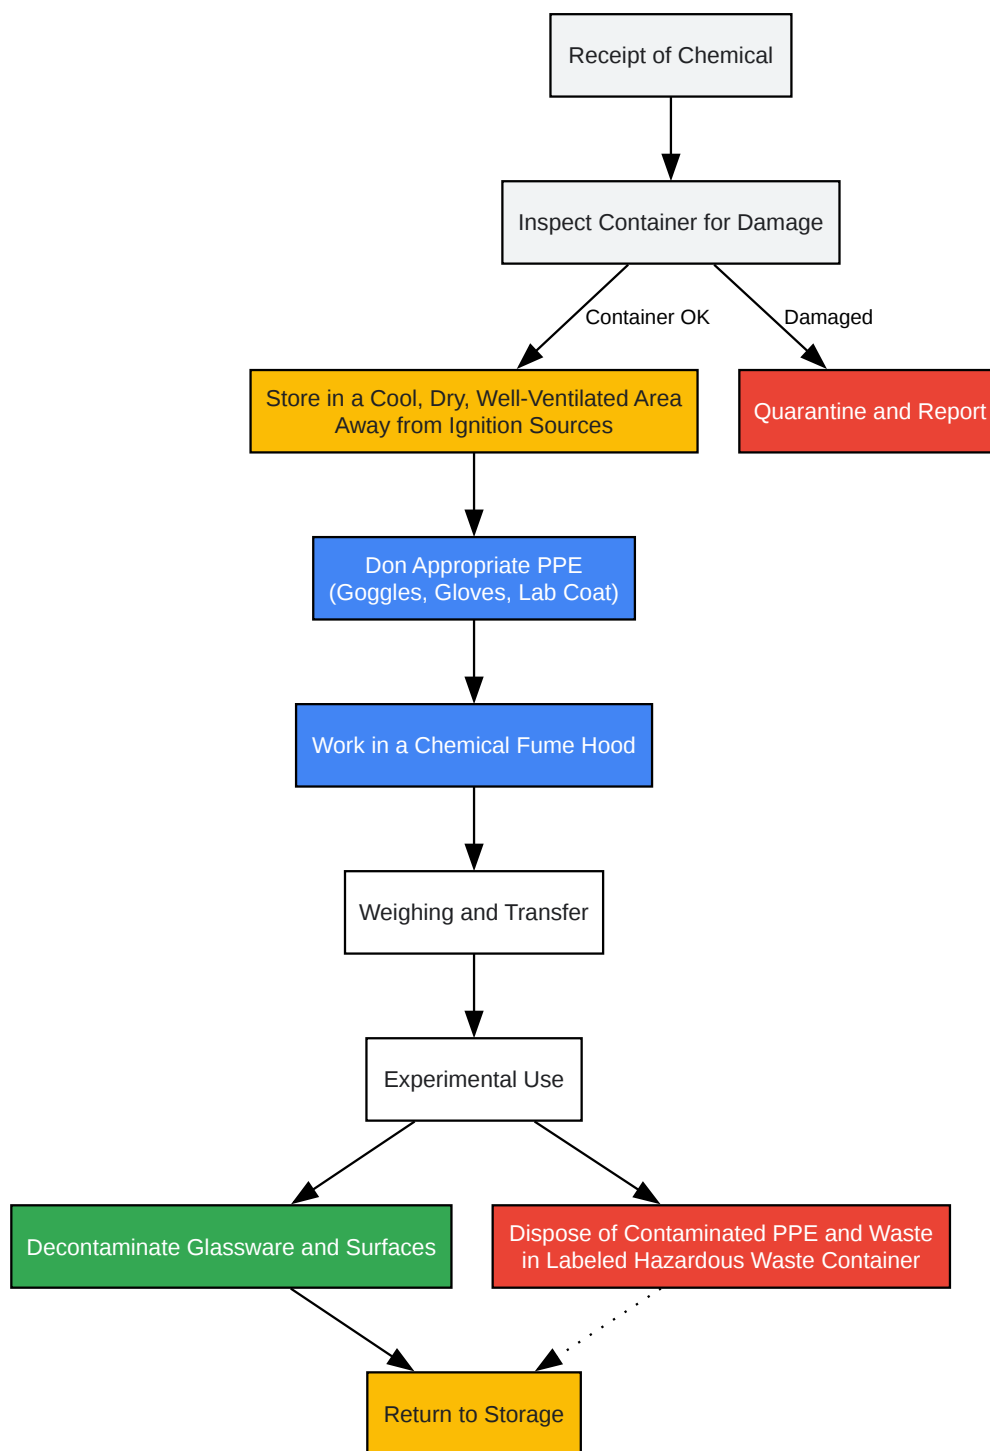 Receipt of Chemical
Inspect Container for Damage
Container OK
Damaged
Store in a Cool, Dry, Well-Ventilated Area
Away from Ignition Sources
Quarantine and Report
Don Appropriate PPE
(Goggles, Gloves, Lab Coat)
Work in a Chemical Fume Hood
Weighing and Transfer
Experimental Use
Decontaminate Glassware and Surfaces
Dispose of Contaminated PPE and Waste
in Labeled Hazardous Waste Container
Return to Storage